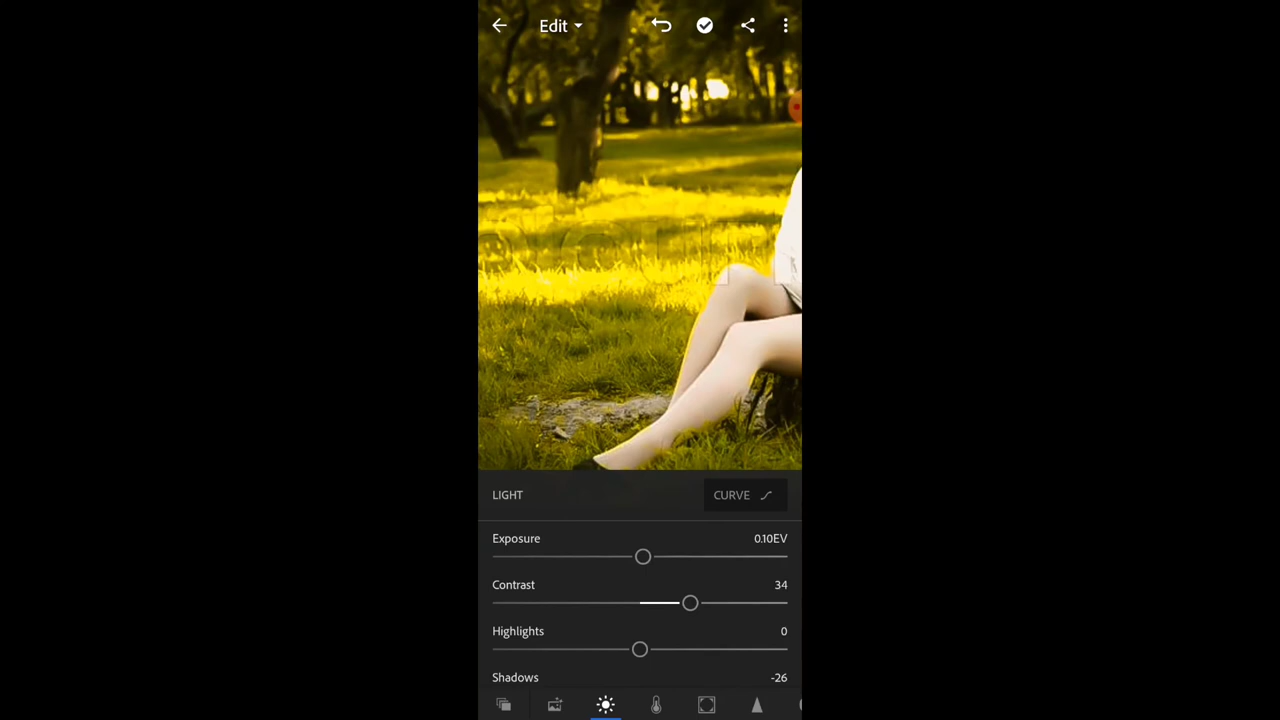 Edit
LIGHT
CURVE
Exposure 0.10EV
Contrast 34
Highlights 0
Shadows -26